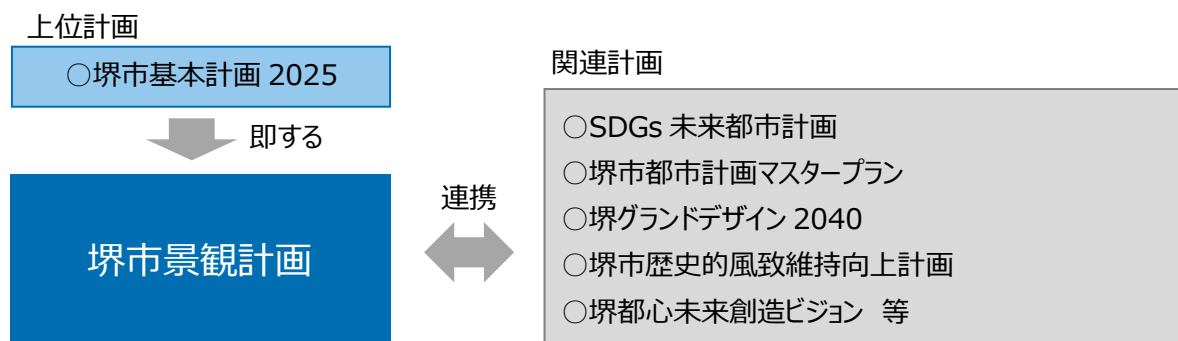 上位計画
○堺市基本計画 2025
即する
堺市景観計画
連携
関連計画
○SDGs 未来都市計画
○堺市都市計画マスタープラン
○堺グランドデザイン 2040
○堺市歴史的風致維持向上計画
○堺都心未来創造ビジョン 等